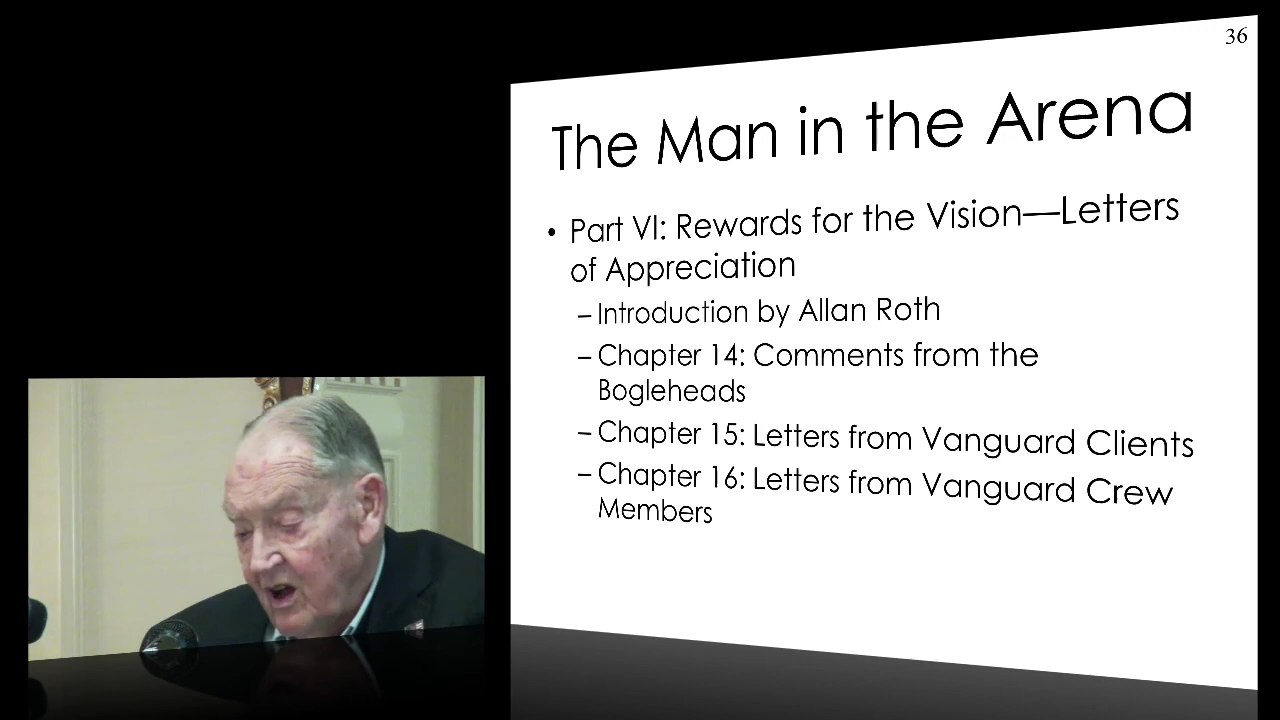 36
The Man in the Arena
• Part VI: Rewards for the Vision—Letters
of Appreciation
– Introduction by Allan Roth
– Chapter 14: Comments from the
Bogleheads
– Chapter 15: Letters from Vanguard Clients
– Chapter 16: Letters from Vanguard Crew
Members